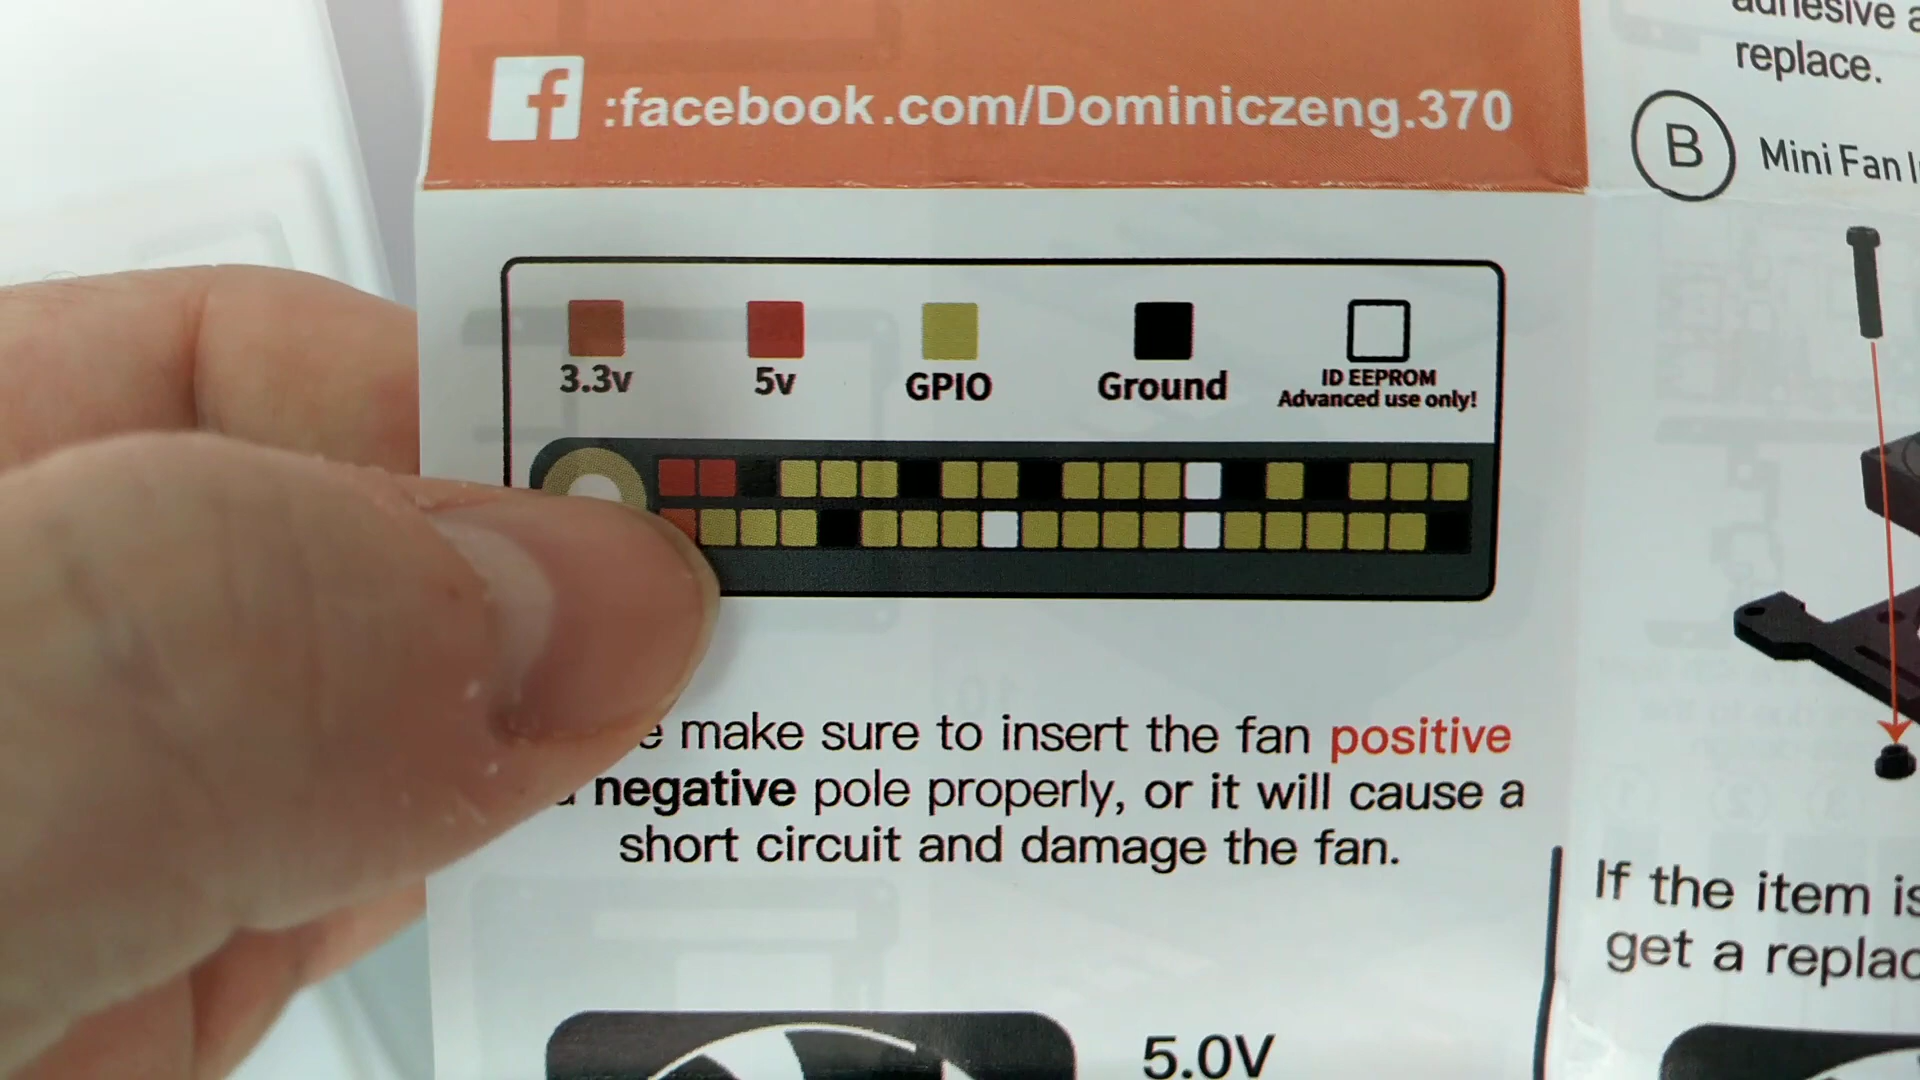 :facebook.com/Dominiczeng.370
replace.
B Mini Fan
3.3v
5v
GPIO
Ground
ID EEPROM
Advanced use only!
make sure to insert the fan positive
negative pole properly, or it will cause a
short circuit and damage the fan.
If the item is
get a
5.0V